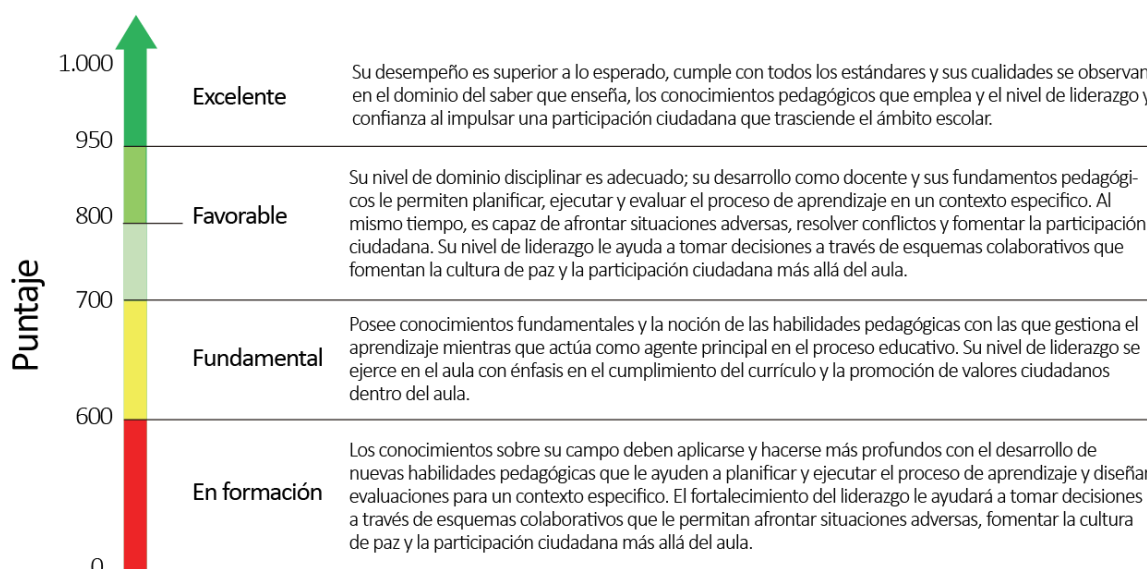 Puntaje
1.000
Excelente
Su desempeño es superior a lo esperado, cumple con todos los estándares y sus cualidades se observan
en el dominio del saber que enseña, los conocimientos pedagógicos que emplea y el nivel de liderazgo y
confianza al impulsar una participación ciudadana que trasciende el ámbito escolar.
950
800
Favorable
Su nivel de dominio disciplinar es adecuado; su desarrollo como docente y sus fundamentos pedagógi-
cos le permiten planificar, ejecutar y evaluar el proceso de aprendizaje en un contexto especifico. Al
mismo tiempo, es capaz de afrontar situaciones adversas, resolver conflictos y fomentar la participación
ciudadana. Su nivel de liderazgo le ayuda a tomar decisiones a través de esquemas colaborativos que
fomentan la cultura de paz y la participación ciudadana más allá del aula.
700
Fundamental
Posee conocimientos fundamentales y la noción de las habilidades pedagógicas con las que gestiona el
aprendizaje mientras que actúa como agente principal en el proceso educativo. Su nivel de liderazgo se
ejerce en el aula con énfasis en el cumplimiento del currículo y la promoción de valores ciudadanos
dentro del aula.
600
En formación
Los conocimientos sobre su campo deben aplicarse y hacerse más profundos con el desarrollo de
nuevas habilidades pedagógicas que le ayuden a planificar y ejecutar el proceso de aprendizaje y diseñar
evaluaciones para un contexto especifico. El fortalecimiento del liderazgo le ayudará a tomar decisiones
a través de esquemas colaborativos que le permitan afrontar situaciones adversas, fomentar la cultura
de paz y la participación ciudadana más allá del aula.
0